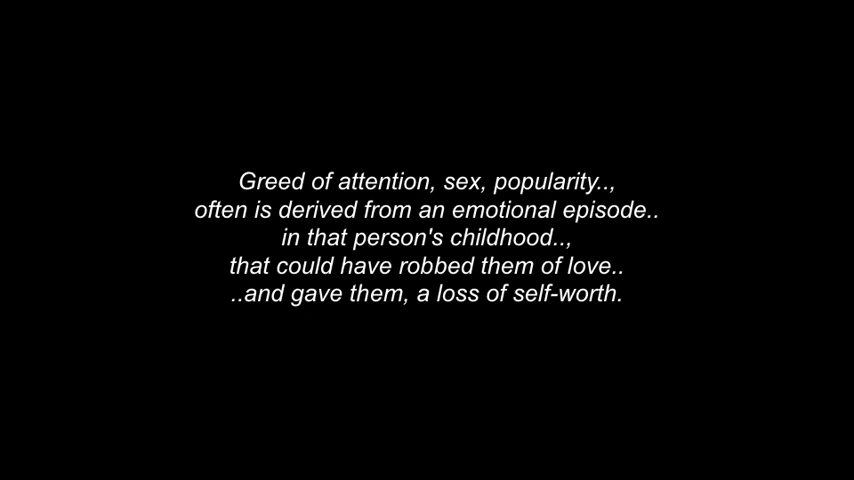 Greed of attention, sex, popularity..,
often is derived from an emotional episode..
in that person's childhood..,
that could have robbed them of love..
..and gave them, a loss of self-worth.